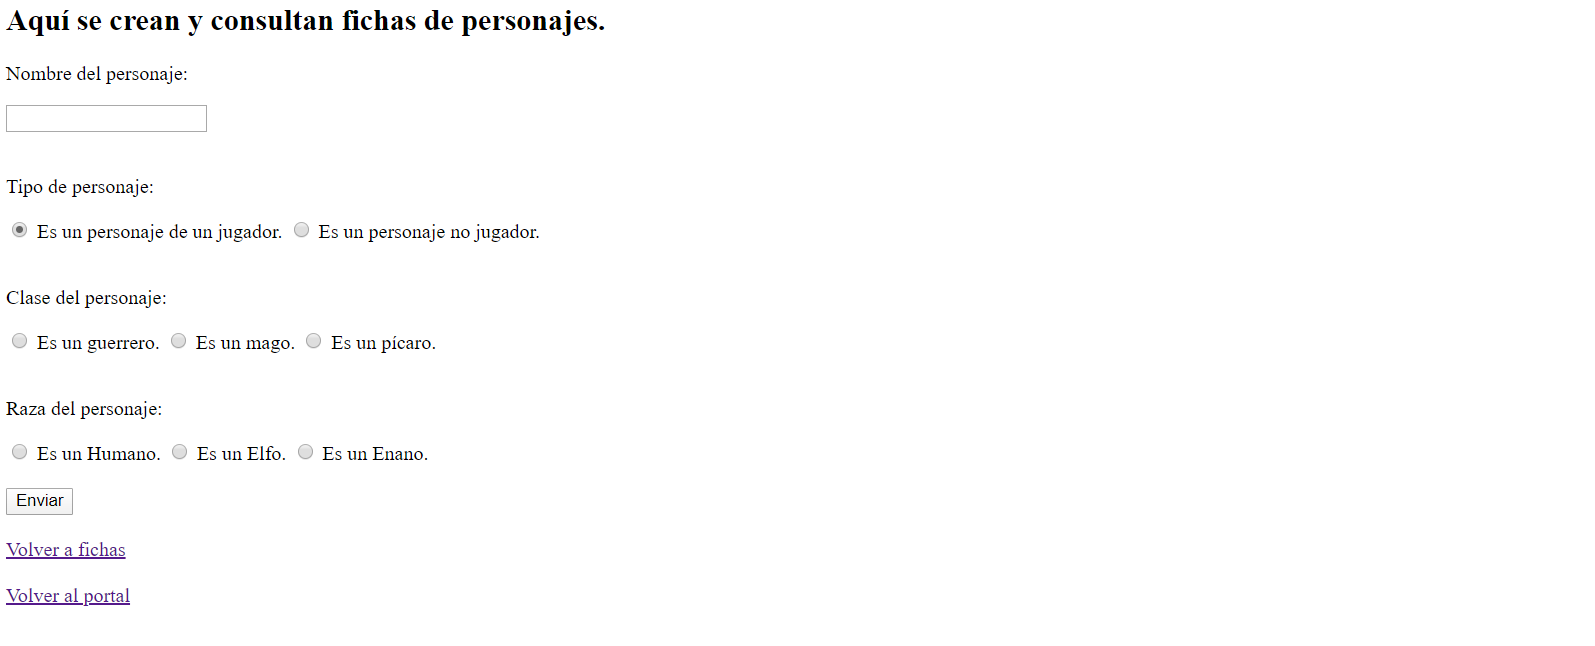 Aquí se crean y consultan fichas de personajes.
Nombre del personaje:
Tipo de personaje:
Es un personaje de un jugador. Es un personaje no jugador.
Clase del personaje:
Es un guerrero. Es un mago. Es un pícaro.
Raza del personaje:
Es un Humano. Es un Elfo. Es un Enano.
Enviar
Volver a fichas
Volver al portal